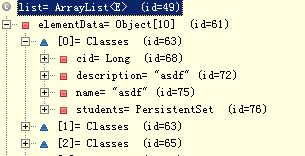 list= ArrayList<E> (id=49)
elementData= Object[10] (id=61)
[0]= Classes (id=63)
cid= Long (id=68)
description= "asdf" (id=72)
name= "asdf" (id=75)
students= PersistentSet (id=76)
[1]= Classes (id=64)
[2]= Classes (id=65)